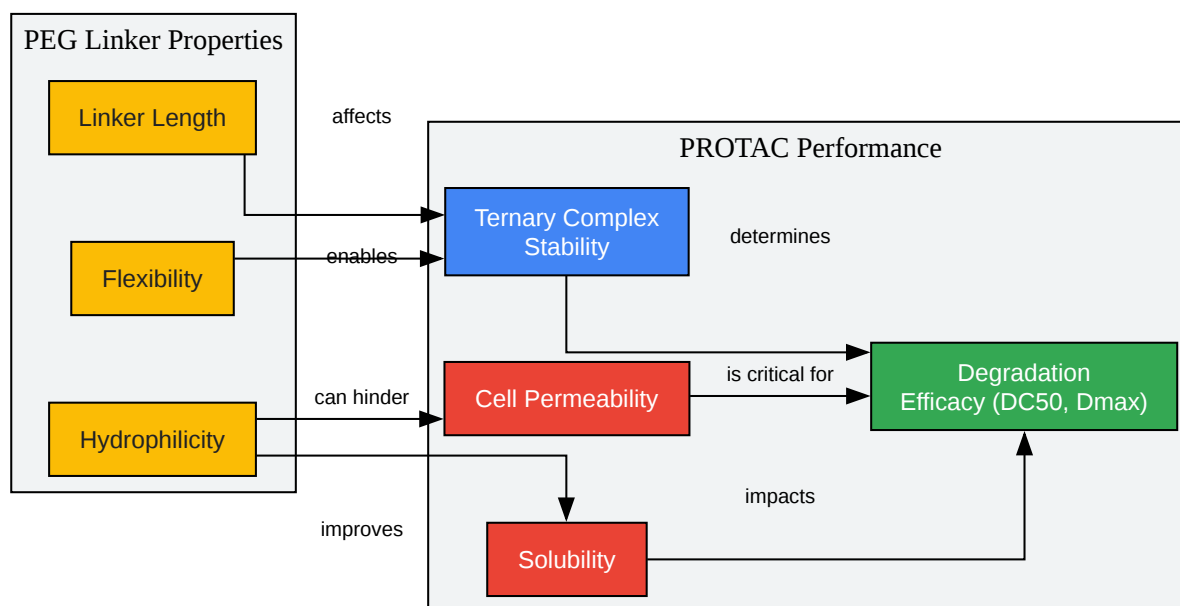 PEG Linker Properties
Linker Length
affects
PROTAC Performance
Ternary Complex
Stability
determines
Flexibility
enables
Degradation
Efficacy (DC50, Dmax)
is critical for
Cell Permeability
can hinder
Hydrophilicity
impacts
improves
Solubility